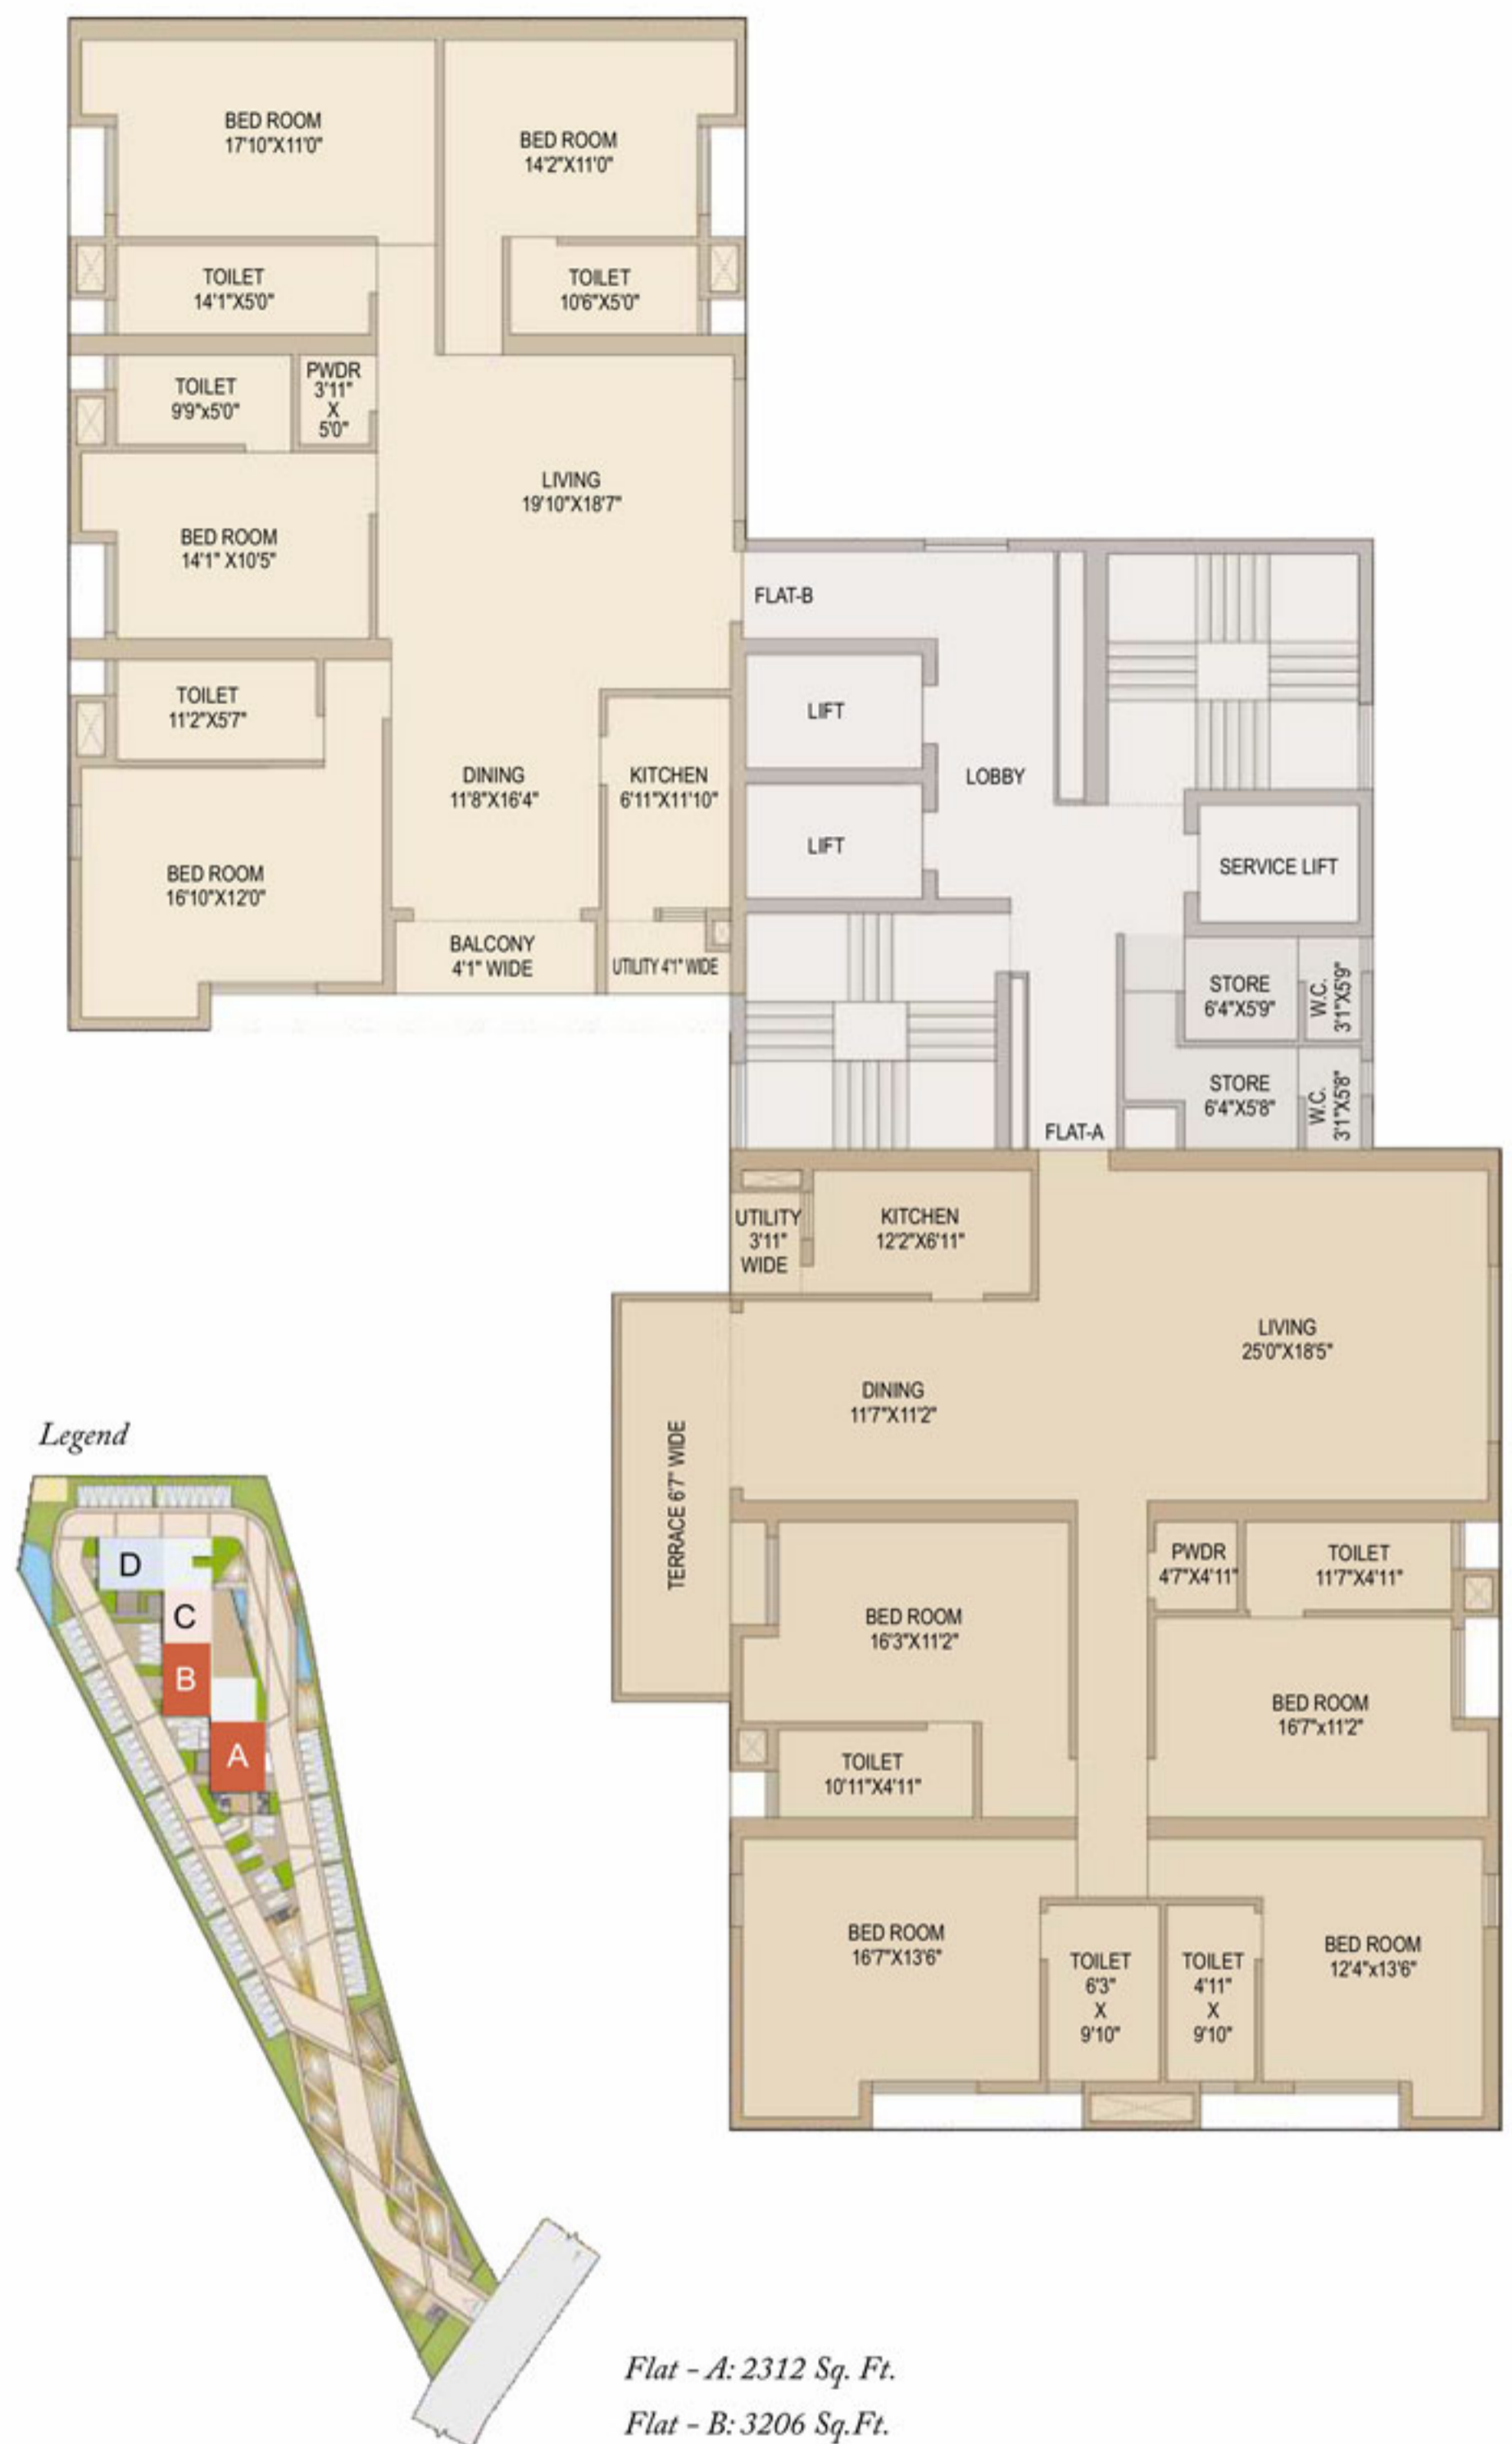 BED ROOM
17'10"X11'0"
BED ROOM
14'2"X11'0"
TOILET
14'1"X5'0"
TOILET
10'6"X5'0"
TOILET
9'9"x5'0"
PWDR
3'11"
X
5'0"
LIVING
19'10"X18'7"
BED ROOM
14'1" X10'5"
FLAT-B
TOILET
11'2"X5'7"
LIFT
LOBBY
DINING
11'8"X16'4"
KITCHEN
6'11"X11'10"
LIFT
SERVICE LIFT
BED ROOM
16'10"X12'0"
BALCONY
4'1" WIDE
UTILITY 4'1" WIDE
STORE
6'4"X5'9"
W.C.
3'1"X5'9"
STORE
6'4"X5'8"
W.C.
3'1"X5'8"
FLAT-A
UTILITY
3'11"
WIDE
KITCHEN
12'2"X6'11"
LIVING
25'0"X18'5"
DINING
11'7"X11'2"
TERRACE 6'7" WIDE
PWDR
4'7"X4'11"
TOILET
11'7"X4'11"
BED ROOM
16'3"X11'2"
BED ROOM
16'7"x11'2"
TOILET
10'11"X4'11"
BED ROOM
16'7"X13'6"
TOILET
6'3"
X
9'10"
TOILET
4'11"
X
9'10"
BED ROOM
12'4"x13'6"
Legend
D
C
B
A
Flat - A: 2312 Sq. Ft.
Flat - B: 3206 Sq.Ft.